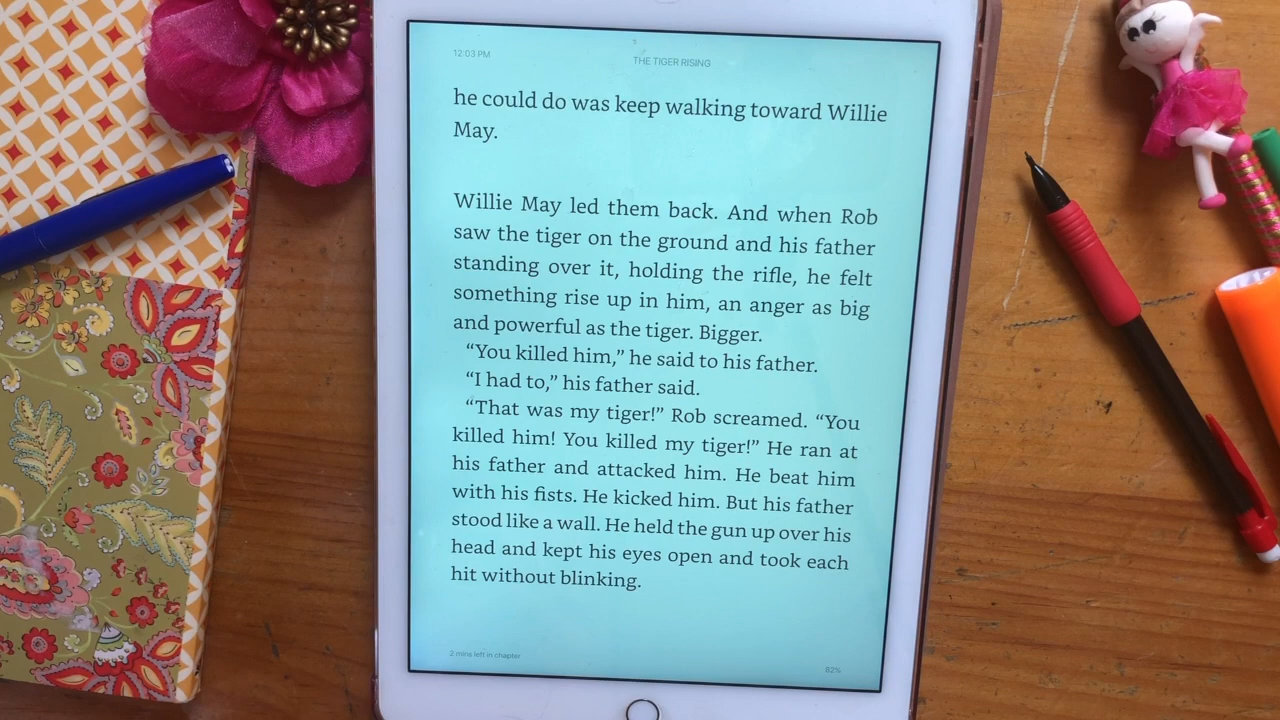 12:03 PM
THE TIGER RISING
he could do was keep walking toward Willie
May.
Willie May led them back. And when Rob
saw the tiger on the ground and his father
standing over it, holding the rifle, he felt
something rise up in him, an anger as big
and powerful as the tiger. Bigger.
“You killed him,” he said to his father.
“I had to,” his father said.
“That was my tiger!” Rob screamed. “You
killed him! You killed my tiger!” He ran at
his father and attacked him. He beat him
with his fists. He kicked him. But his father
stood like a wall. He held the gun up over his
head and kept his eyes open and took each
hit without blinking.
2 mins left in chapter
82%